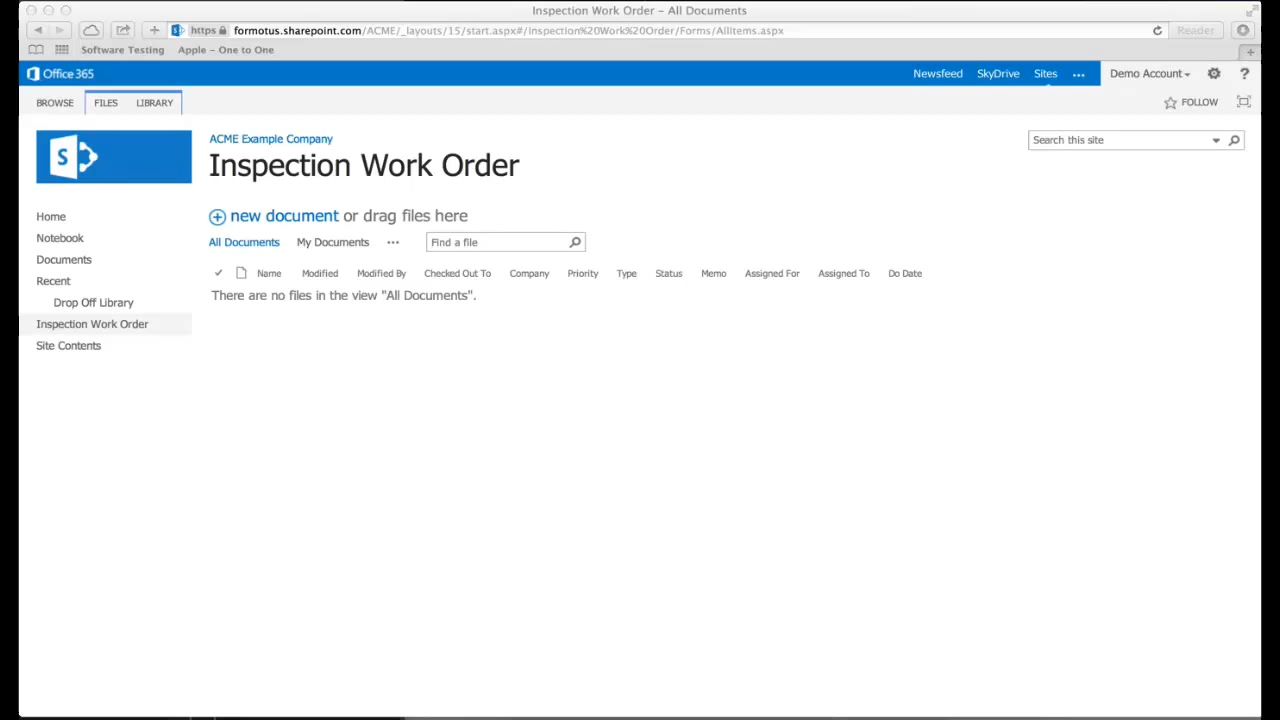 Inspection Work Order – All Documents
https formotus.sharepoint.com/ACME/_layouts/15/start.aspx#/Inspection%20Work%20Order/Forms/AllItems.aspx Reader
Software Testing Apple – One to One
Office 365 Newsfeed SkyDrive Sites ... Demo Account ?
BROWSE FILES LIBRARY FOLLOW
ACME Example Company
Search this site
Inspection Work Order
S
Home
Notebook
Documents
Recent
Drop Off Library
Inspection Work Order
Site Contents
+ new document or drag files here
All Documents My Documents ... Find a file
Name Modified Modified By Checked Out To Company Priority Type Status Memo Assigned For Assigned To Do Date
There are no files in the view "All Documents".